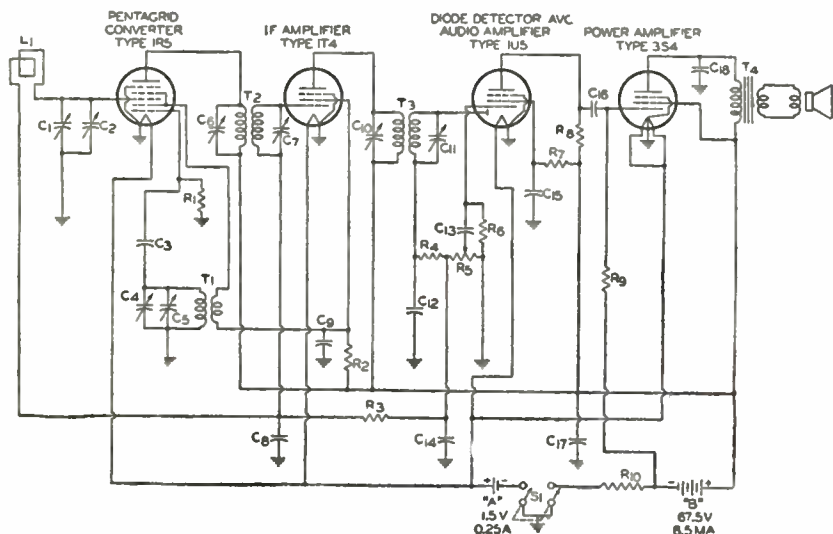 PENTAGRID
CONVERTER
TYPE 1R5
IF AMPLIFIER
TYPE 1T4
DIODE DETECTOR AVC
AUDIO AMPLIFIER
TYPE 1U5
POWER AMPLIFIER
TYPE 3S4
L1
C1
C2
C3
C4
C5
R1
T1
C6
T2
C7
C8
C9
R2
R3
C10
T3
C11
R4
R5
C12
C13
R6
C14
R7
C15
R8
C16
C17
R9
C18
T4
R10
S1
+ -
"A"
1.5V
0.25A
- +
"B"
67.5V
8.5MA